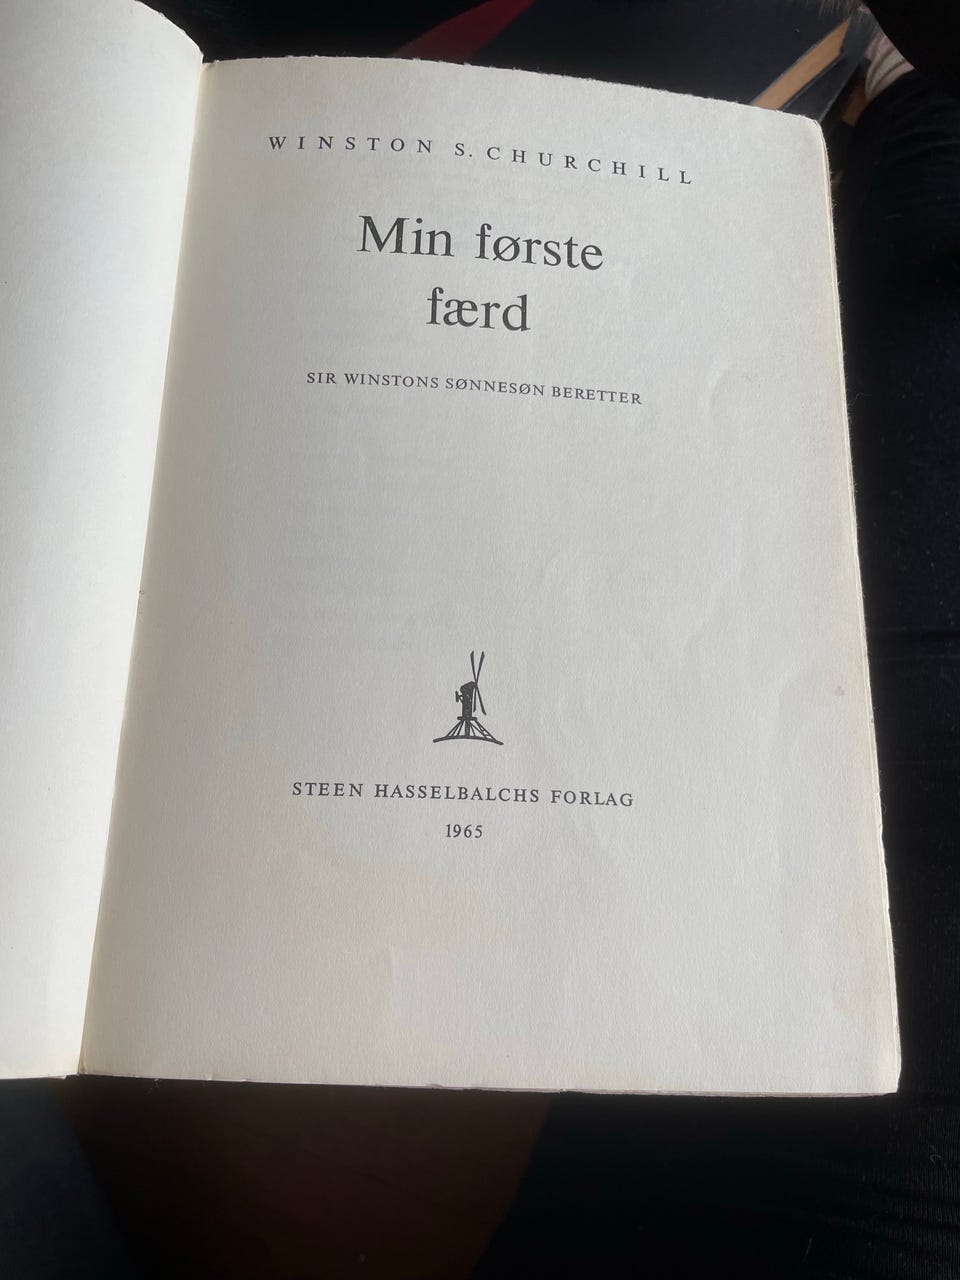 WINSTON S. CHURCHILL
Min første
færd
SIR WINSTONS SØNNESØN BERETTER
STEEN HASSELBALCHS FORLAG
1965